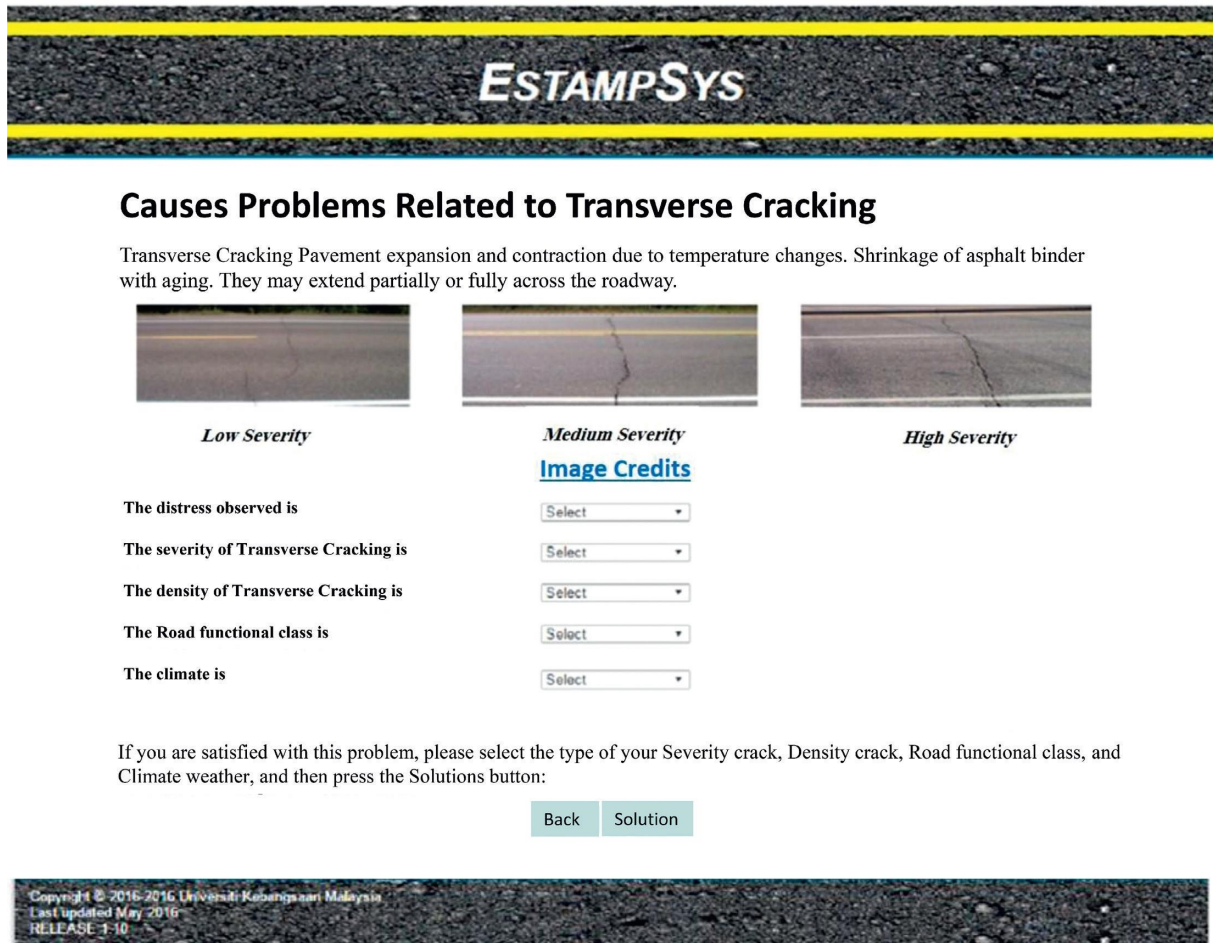 ESTAMPSYS
Causes Problems Related to Transverse Cracking
Transverse Cracking Pavement expansion and contraction due to temperature changes. Shrinkage of asphalt binder
with aging. They may extend partially or fully across the roadway.
Low Severity
Medium Severity
High Severity
Image Credits
The distress observed is
Select
The severity of Transverse Cracking is
Select
The density of Transverse Cracking is
Select
The Road functional class is
Select
The climate is
Select
If you are satisfied with this problem, please select the type of your Severity crack, Density crack, Road functional class, and
Climate weather, and then press the Solutions button:
Back
Solution
Copyright © 2016-2016 Universiti Kebangsaan Malaysia
Last updated May 2016
RELEASE 1-10